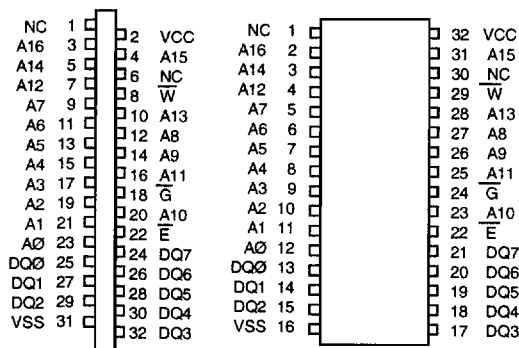 NC 1
A16 3
A14 5
A12 7
A7 9
A6 11
A5 13
A4 15
A3 17
A2 19
A1 21
AØ 23
DQØ 25
DQ1 27
DQ2 29
VSS 31
2 VCC
4 A15
6 NC
8 W̅
10 A13
12 A8
14 A9
16 A11
18 G̅
20 A10
22 E̅
24 DQ7
26 DQ6
28 DQ5
30 DQ4
32 DQ3
NC 1
A16 2
A14 3
A12 4
A7 5
A6 6
A5 7
A4 8
A3 9
A2 10
A1 11
AØ 12
DQØ 13
DQ1 14
DQ2 15
VSS 16
32 VCC
31 A15
30 NC
29 W̅
28 A13
27 A8
26 A9
25 A11
24 G̅
23 A10
22 E̅
21 DQ7
20 DQ6
19 DQ5
18 DQ4
17 DQ3